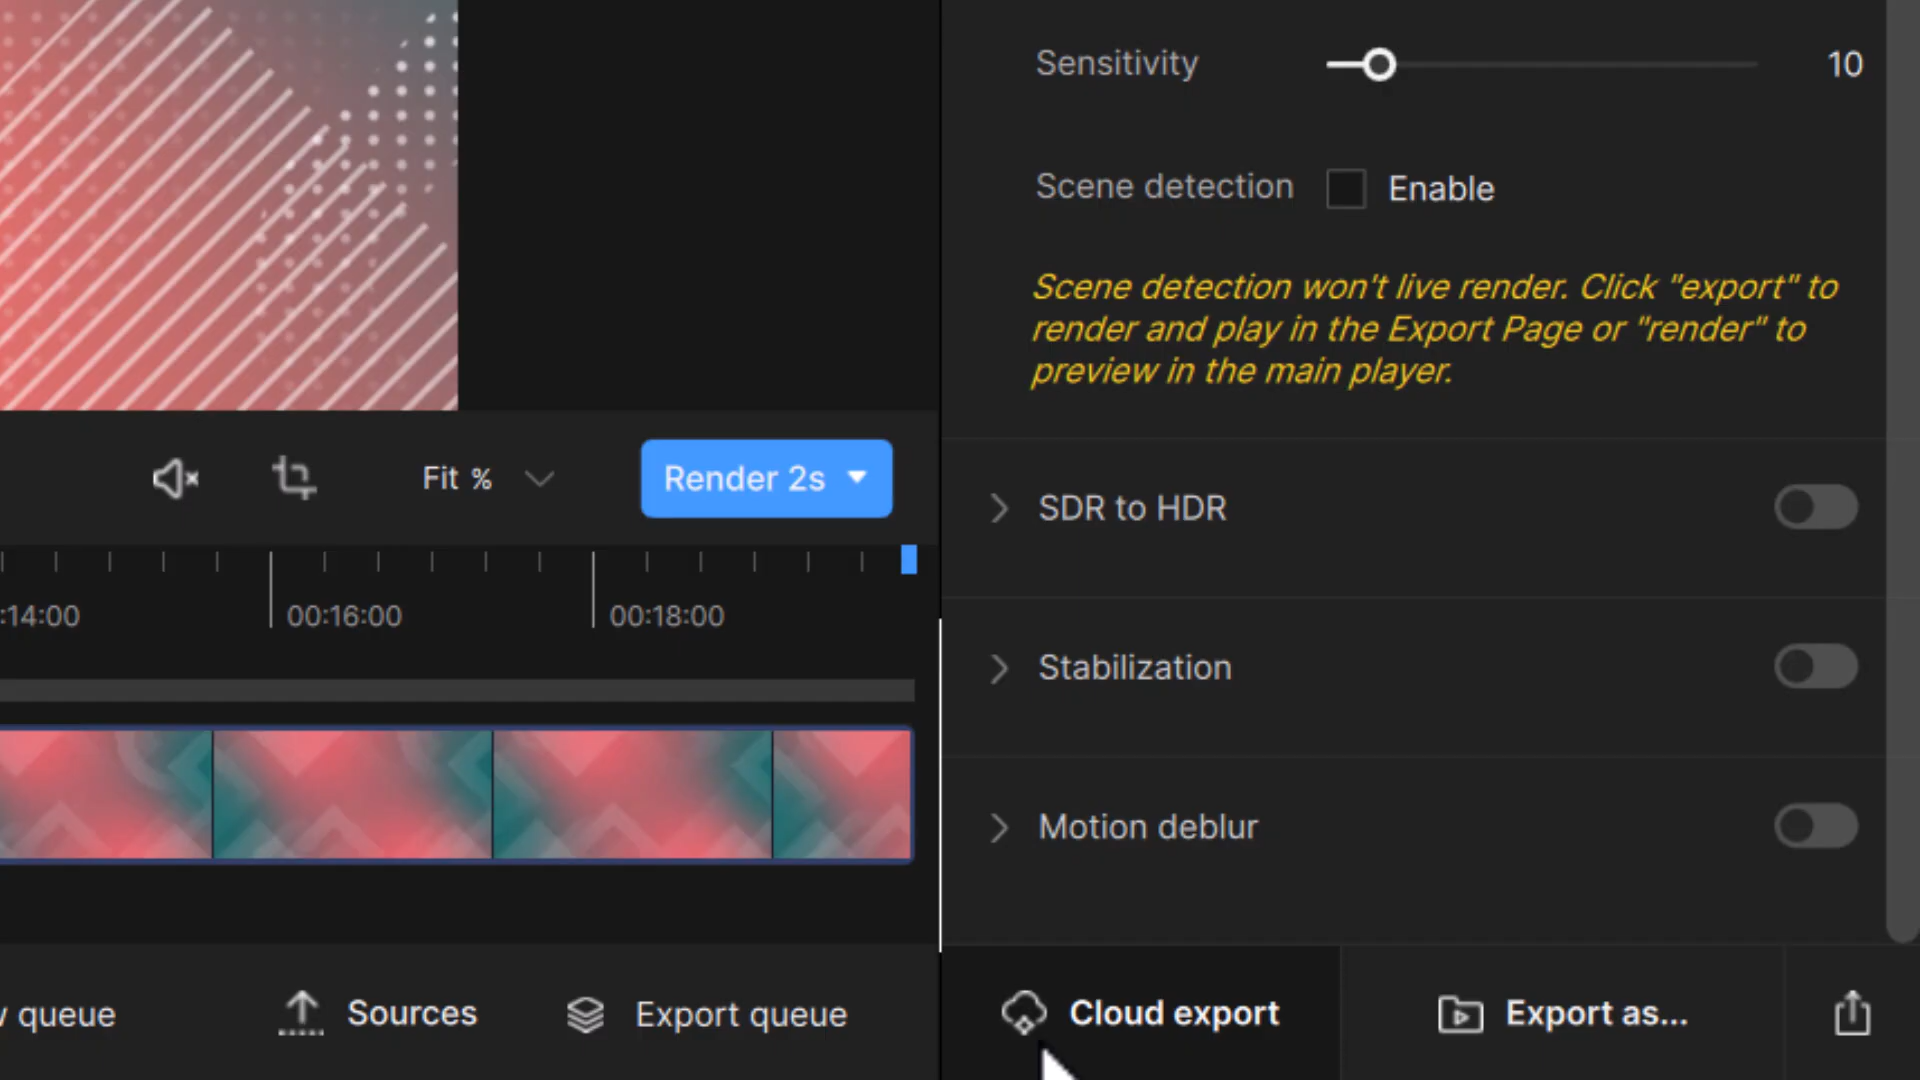 Sensitivity 10
Scene detection Enable
Scene detection won't live render. Click "export" to
render and play in the Export Page or "render" to
preview in the main player.
Fit % Render 2s
SDR to HDR
:14:00 00:16:00 00:18:00
Stabilization
Motion deblur
queue Sources Export queue Cloud export Export as...